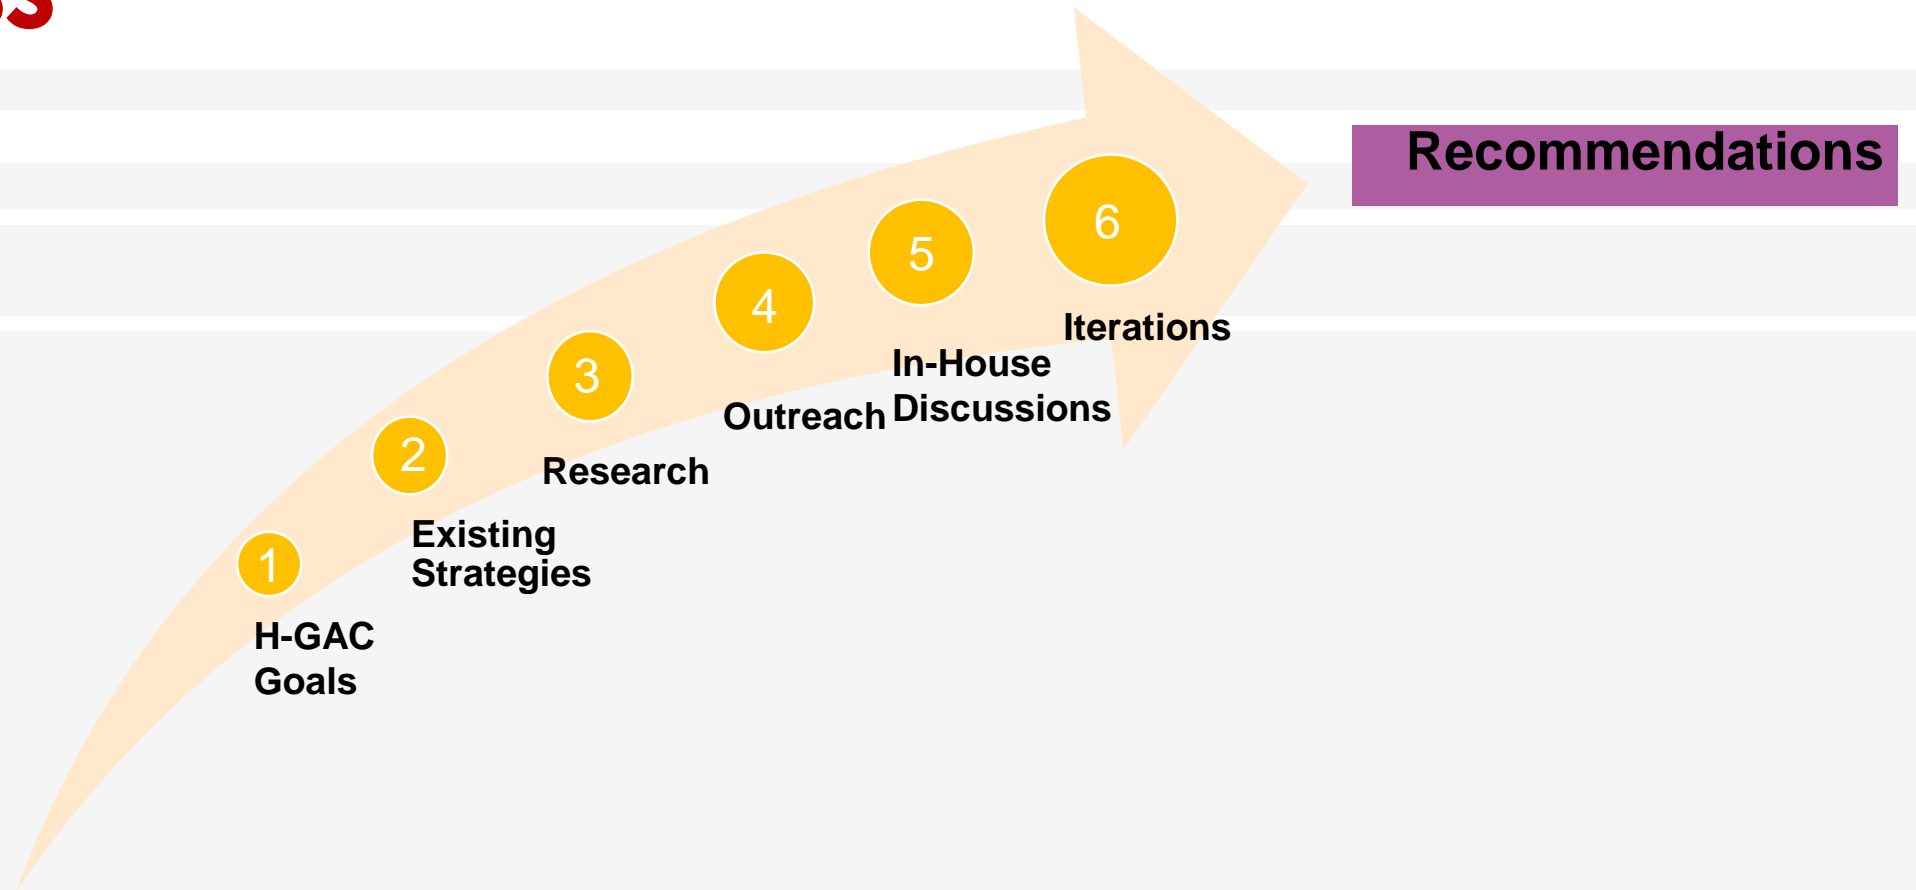 Recommendations
6
5
4
3
2
1
Iterations
In-House
Discussions
Outreach
Research
Existing
Strategies
H-GAC
Goals